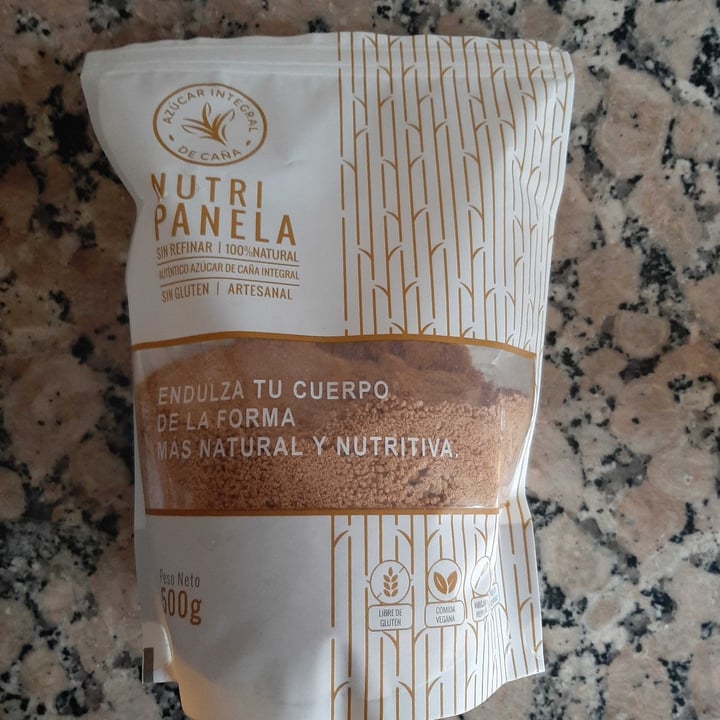 AZÚCAR INTEGRAL
DE CAÑA
NUTRI
PANELA
SIN REFINAR | 100%NATURAL
AUTÉNTICO AZÚCAR DE CAÑA INTEGRAL
SIN GLUTEN | ARTESANAL
ENDULZA TU CUERPO
DE LA FORMA
MÁS NATURAL Y NUTRITIVA.
Peso Neto
500g
LIBRE DE
GLUTEN
COMIDA
VEGANA